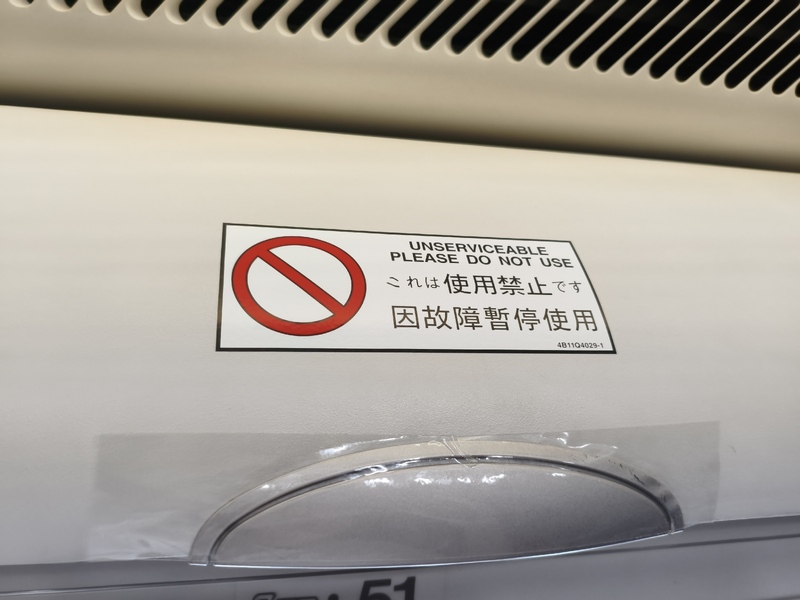 UNSERVICEABLE
PLEASE DO NOT USE
これは使用禁止です
因故障暫停使用
4B11Q4029-1
51